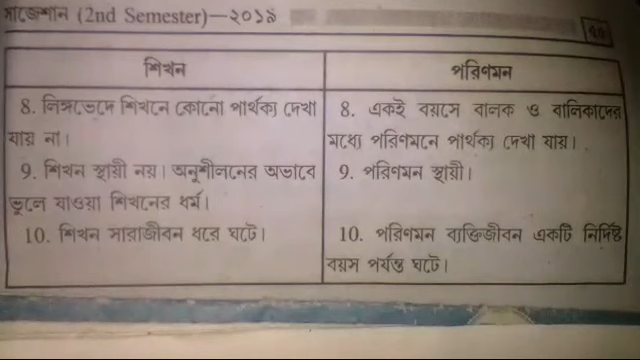 সাজেশান (2nd Semester)—২০১৯
শিখন
পরিণমন
8. লিঙ্গভেদে শিখনে কোনো পার্থক্য দেখা
যায় না।
9. শিখন স্থায়ী নয়। অনুশীলনের অভাবে
ভুলে যাওয়া শিখনের ধর্ম।
10. শিখন সারাজীবন ধরে ঘটে।
8. একই বয়সে বালক ও বালিকাদের
মধ্যে পরিণমনে পার্থক্য দেখা যায়।
9. পরিণমন স্থায়ী।
10. পরিণমন ব্যক্তিজীবন একটি নির্দিষ্ট
বয়স পর্যন্ত ঘটে।